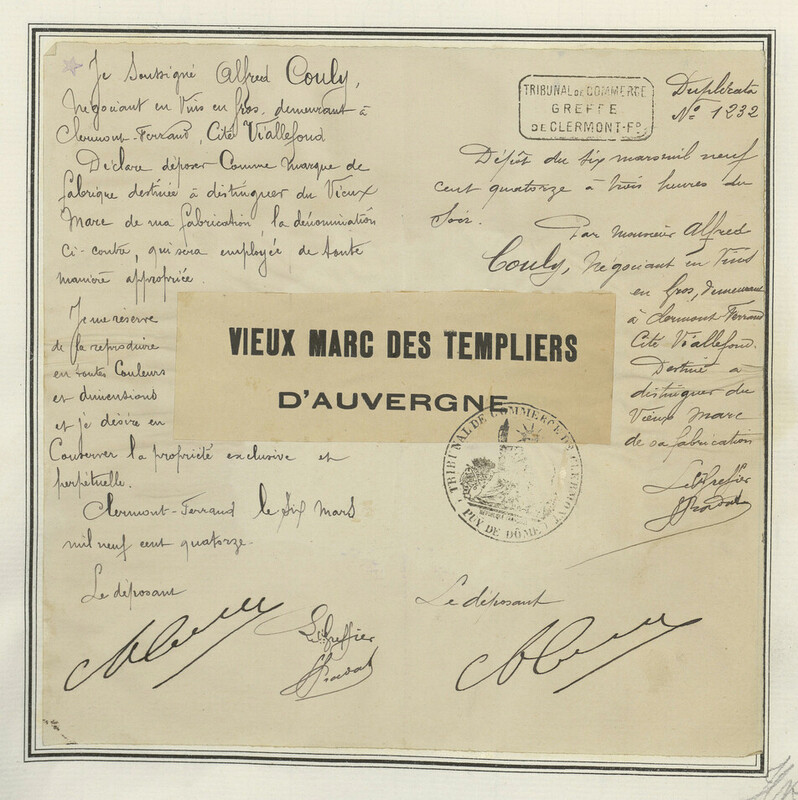 Je soussigné Alfred Couly,
Négociant en Vins en gros, demeurant à
Clermont-Ferrand, Cité Viallefond
Déclare déposer Comme marque de
fabrique destinée à distinguer du Vieux
Marc de ma fabrication, la dénomination
ci-contre, qui sera employée de toute
manière appropriée.
Je me réserve
de la reproduire
en toutes Couleurs
et dimensions
et je désire en
Conserver la propriété exclusive et
perpétuelle.
Clermont-Ferrand le Six Mars
mil neuf cent quatorze.
Le déposant
Le Greffier
VIEUX MARC DES TEMPLIERS
D'AUVERGNE
TRIBUNAL DE COMMERCE
GREFFE
DE CLERMONT-Fᴅ
Duplicata
Nº 1232
Dépôt du six mars mil neuf
cent quatorze à trois heures du
Soir.
Par Monsieur Alfred
Couly, Négociant en Vins
en gros, demeurant
à Clermont-Ferrand
Cité Viallefond.
Destiné à
distinguer du
Vieux Marc
de sa fabrication
Le Greffier
TRIBUNAL DE COMMERCE DE CLERMONT
PUY DE DÔME
Le déposant